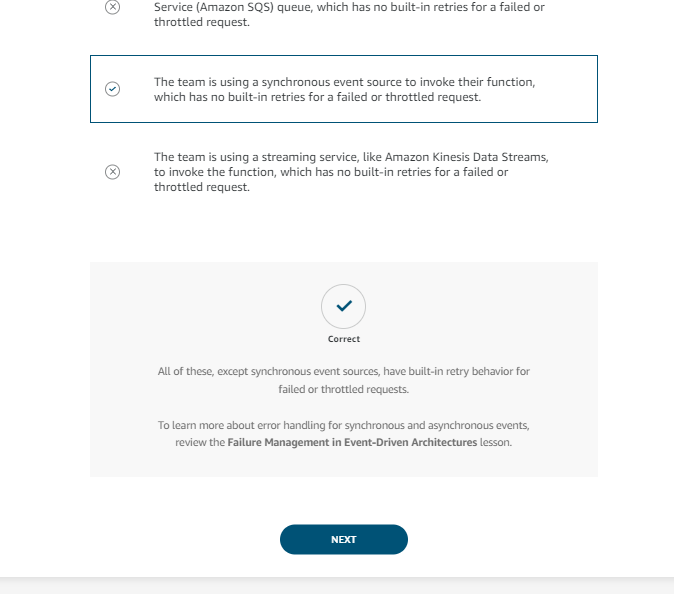 Service (Amazon SQS) queue, which has no built-in retries for a failed or
throttled request.
The team is using a synchronous event source to invoke their function,
which has no built-in retries for a failed or throttled request.
The team is using a streaming service, like Amazon Kinesis Data Streams,
to invoke the function, which has no built-in retries for a failed or
throttled request.
Correct
All of these, except synchronous event sources, have built-in retry behavior for
failed or throttled requests.
To learn more about error handling for synchronous and asynchronous events,
review the Failure Management in Event-Driven Architectures lesson.
NEXT